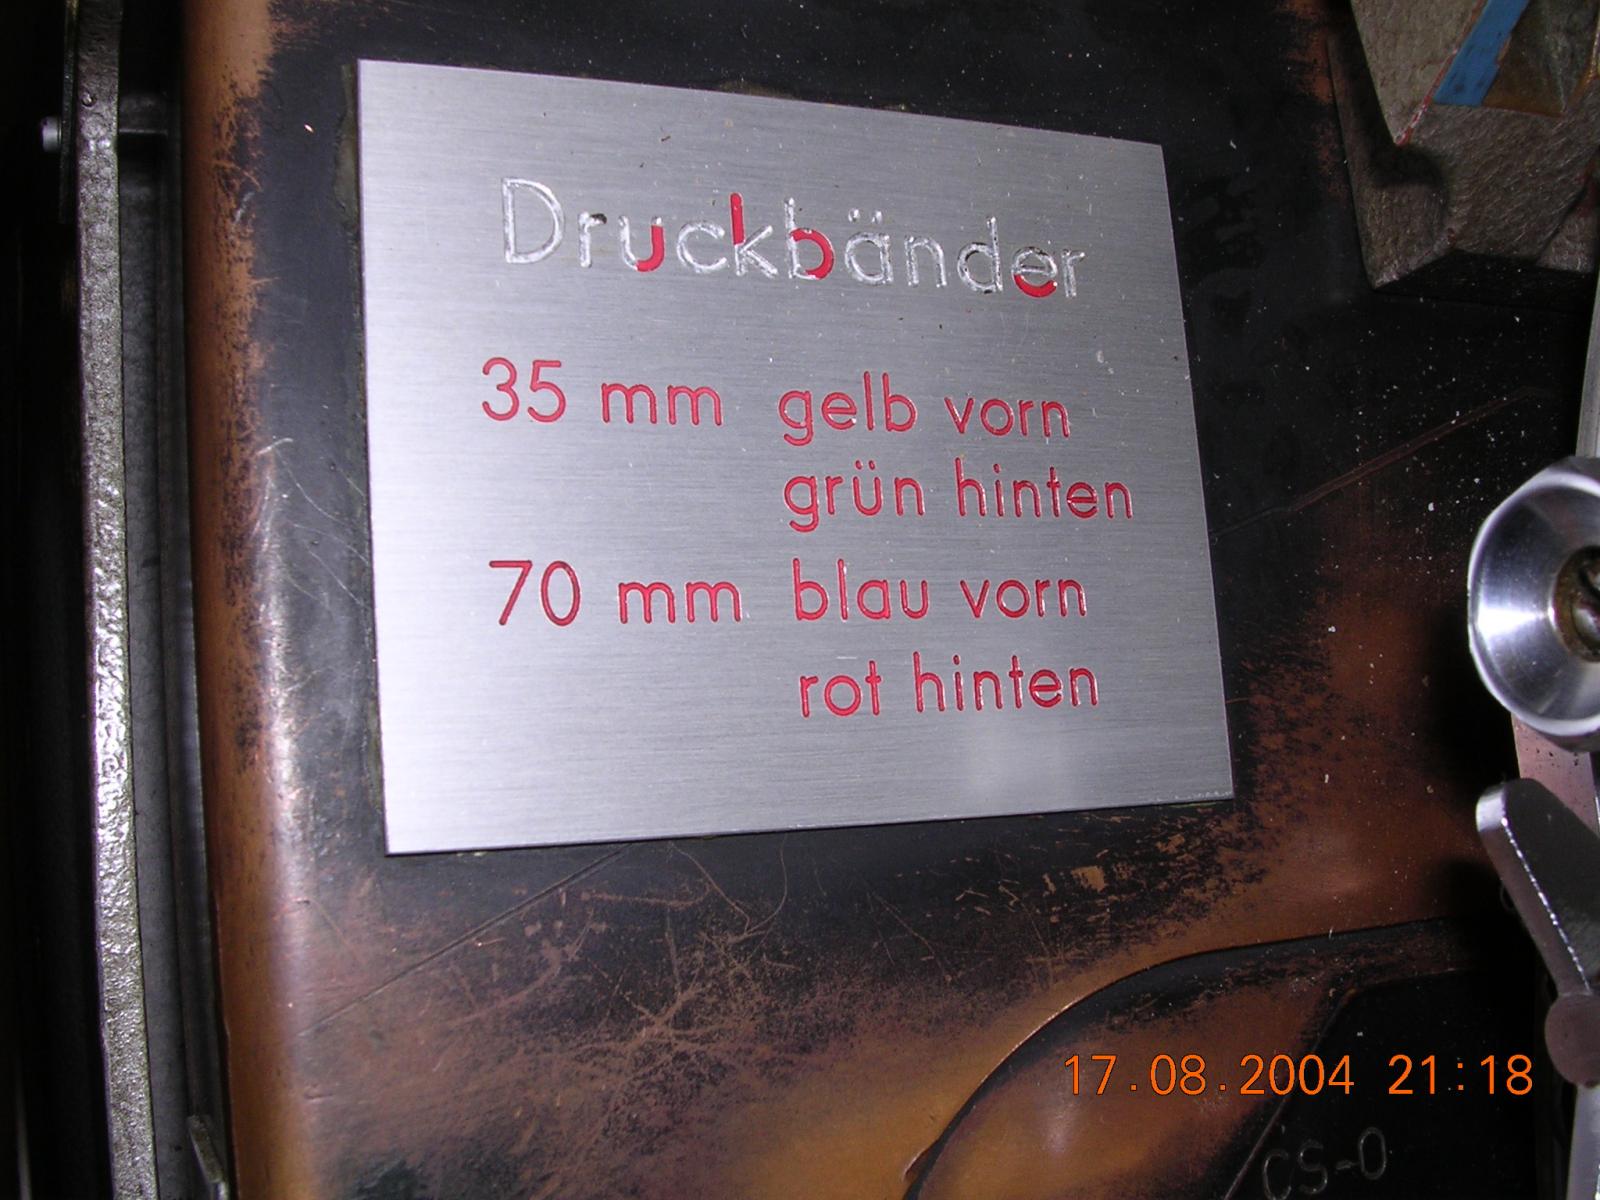 Druckbänder
35 mm gelb vorn
grün hinten
70 mm blau vorn
rot hinten
17.08.2004 21:18
CS-0